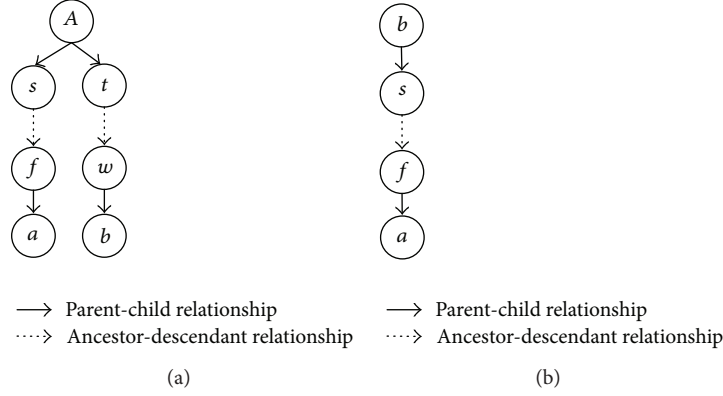 A
s t
f w
a b
Parent-child relationship
Ancestor-descendant relationship
(a)
b
s
f
a
Parent-child relationship
Ancestor-descendant relationship
(b)